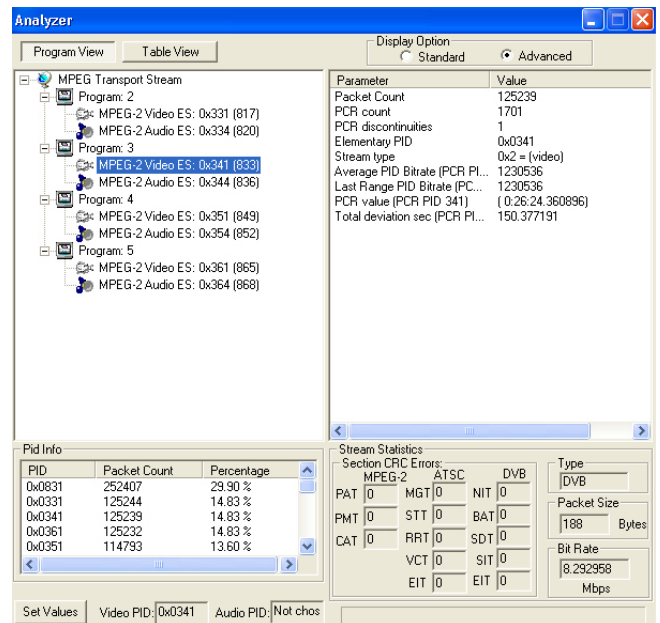 Analyzer
Program View Table View
Display Option
Standard Advanced
MPEG Transport Stream
Program: 2
MPEG-2 Video ES: 0x331 (817)
MPEG-2 Audio ES: 0x334 (820)
Program: 3
MPEG-2 Video ES: 0x341 (833)
MPEG-2 Audio ES: 0x344 (836)
Program: 4
MPEG-2 Video ES: 0x351 (849)
MPEG-2 Audio ES: 0x354 (852)
Program: 5
MPEG-2 Video ES: 0x361 (865)
MPEG-2 Audio ES: 0x364 (868)
Parameter Value
Packet Count 125239
PCR count 1701
PCR discontinuities 1
Elementary PID 0x0341
Stream type 0x2 = (video)
Average PID Bitrate (PCR PI... 1230536
Last Range PID Bitrate (PC... 1230536
PCR value (PCR PID 341) ( 0:26:24.360896)
Total deviation sec (PCR PI... 150.377191
Pid Info
PID Packet Count Percentage
0x0831 252407 29.90 %
0x0331 125244 14.83 %
0x0341 125239 14.83 %
0x0361 125232 14.83 %
0x0351 114793 13.60 %
Set Values Video PID: 0x0341 Audio PID: Not chos
Stream Statistics
Section CRC Errors:
MPEG-2 ATSC DVB
PAT 0 MGT 0 NIT 0
PMT 0 STT 0 BAT 0
CAT 0 RRT 0 SDT 0
VCT 0 SIT 0
EIT 0 EIT 0
Type
DVB
Packet Size
188 Bytes
Bit Rate
8.292958
Mbps